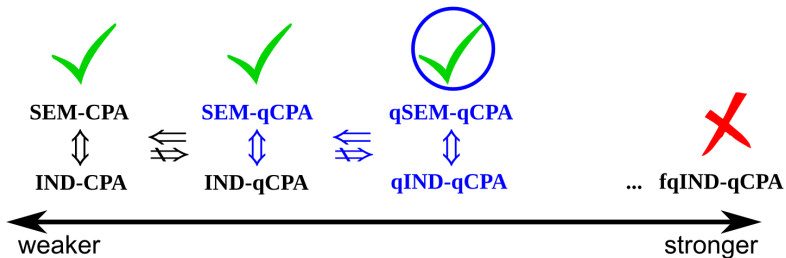 SEM-CPA SEM-qCPA qSEM-qCPA
IND-CPA IND-qCPA qIND-qCPA ... fqIND-qCPA
weaker stronger